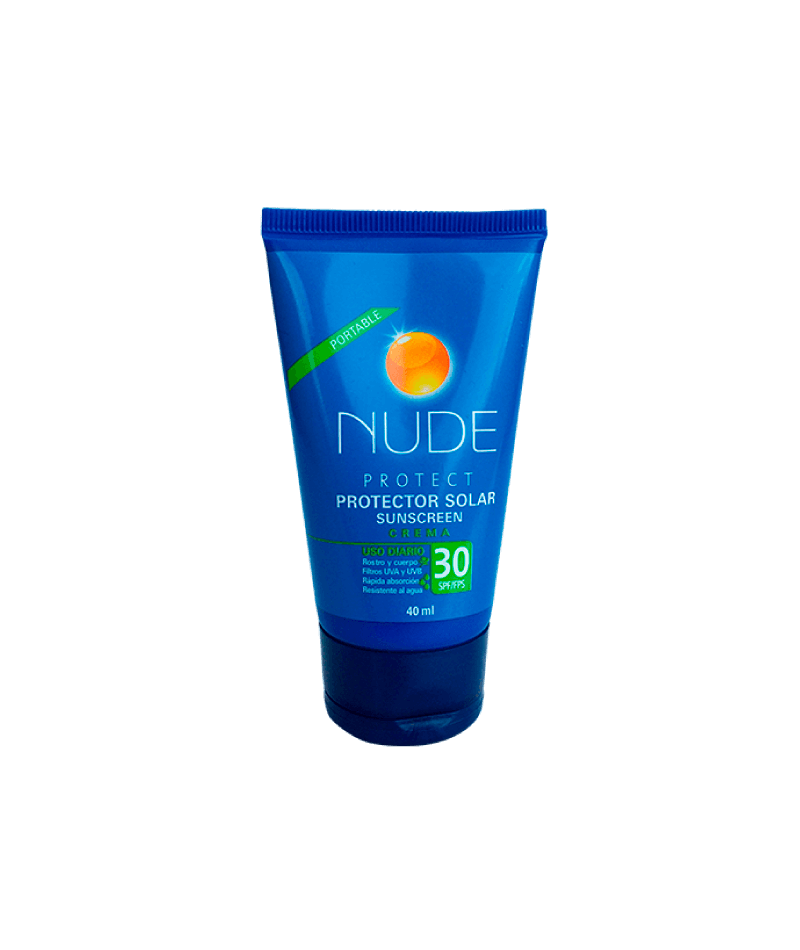 PORTABLE
NUDE
PROTECT
PROTECTOR SOLAR
SUNSCREEN
CREMA
USO DIARIO
Rostro y cuerpo
Filtros UVA y UVB
Rápida absorción
Resistente al agua
30
SPF/FPS
40 ml